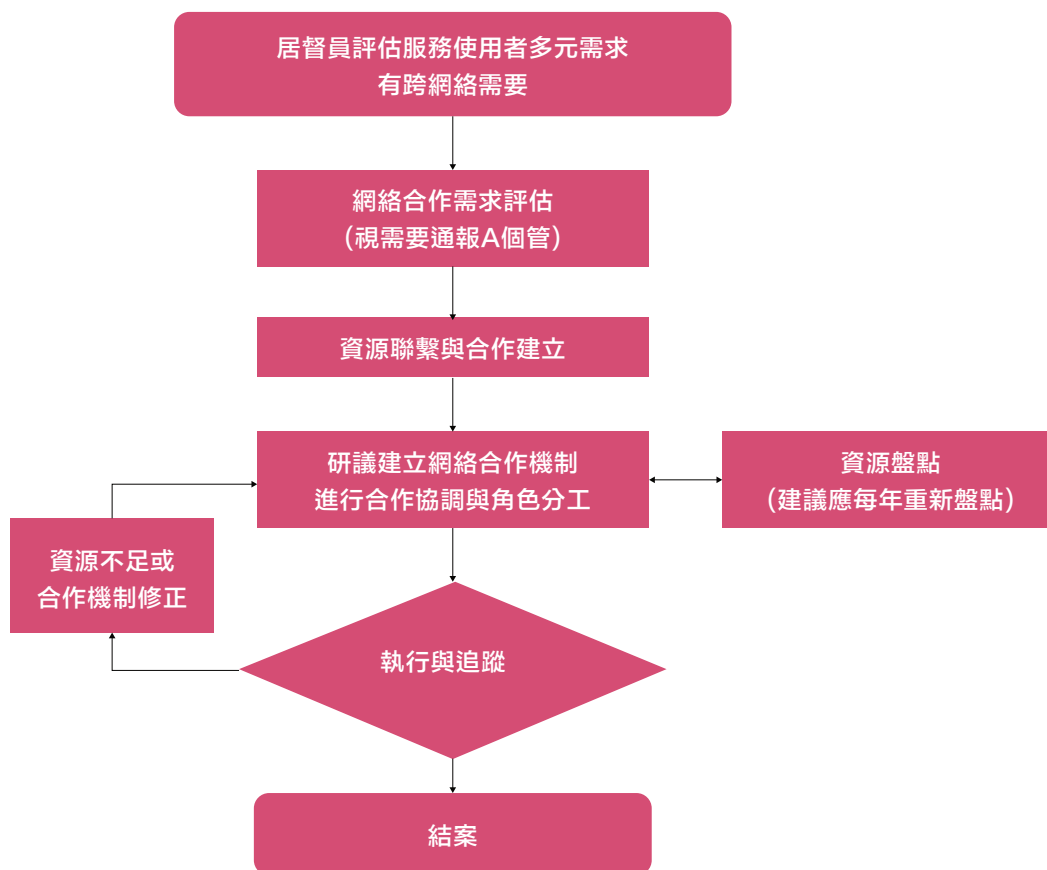 居督員評估服務使用者多元需求
有跨網絡需要
網絡合作需求評估
（視需要通報A個管）
資源聯繫與合作建立
研議建立網絡合作機制
進行合作協調與角色分工
資源盤点
（建議應每年重新盤點）
資源不足或
合作機制修正
執行與追蹤
結案